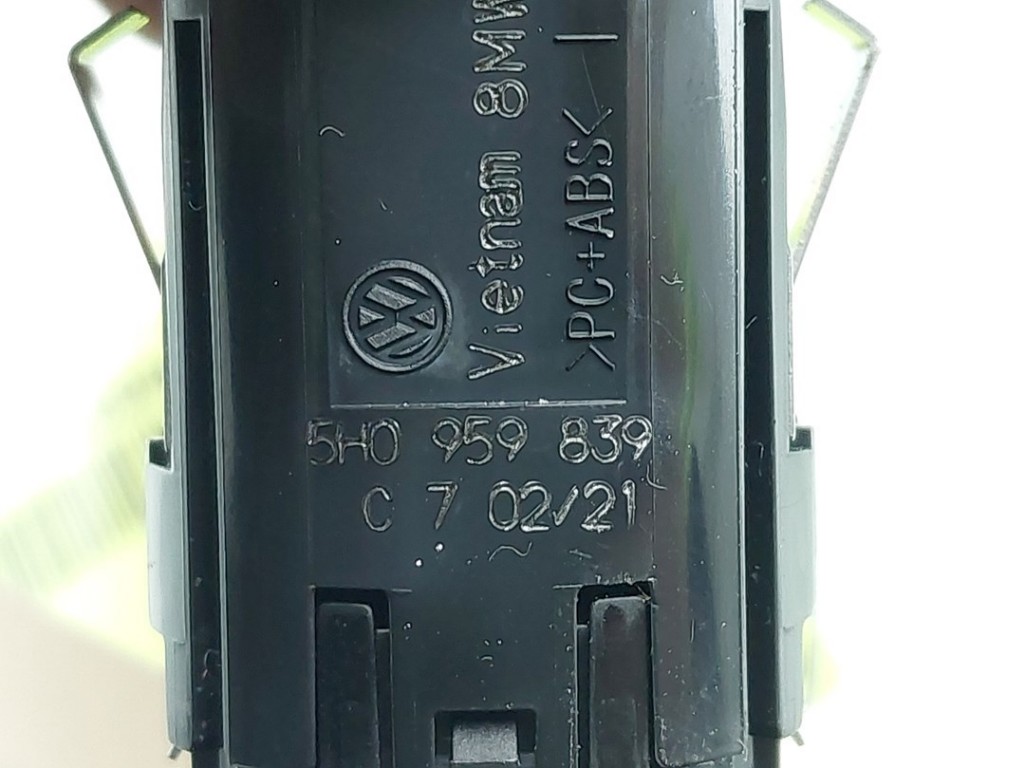 Vietnam 8MW
>PC+ABS<
5H0 959 839
C 7 02/21